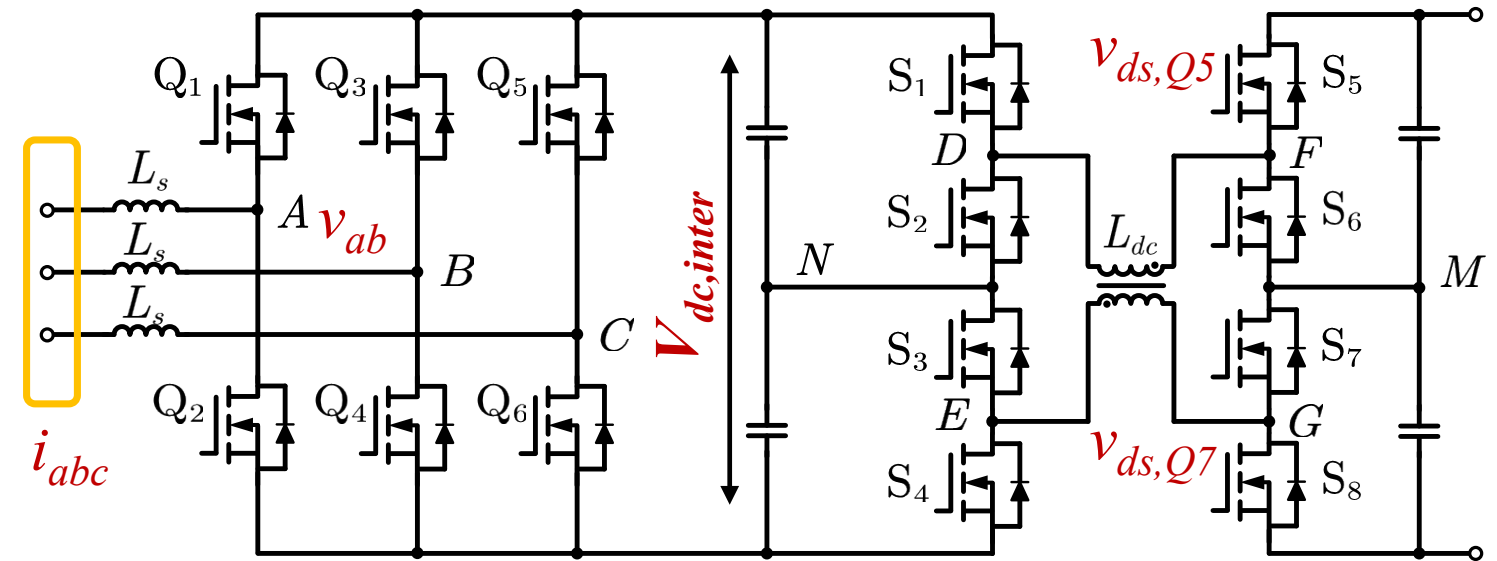 Q1 Q3 Q5 S1 vds,Q5 S5
Ls D F
A vab S2 S6
Ls Ldc
B N M
Ls Vdc,inter
C S3 S7
Q2 Q4 Q6 E G
iabc vds,Q7
S4 S8